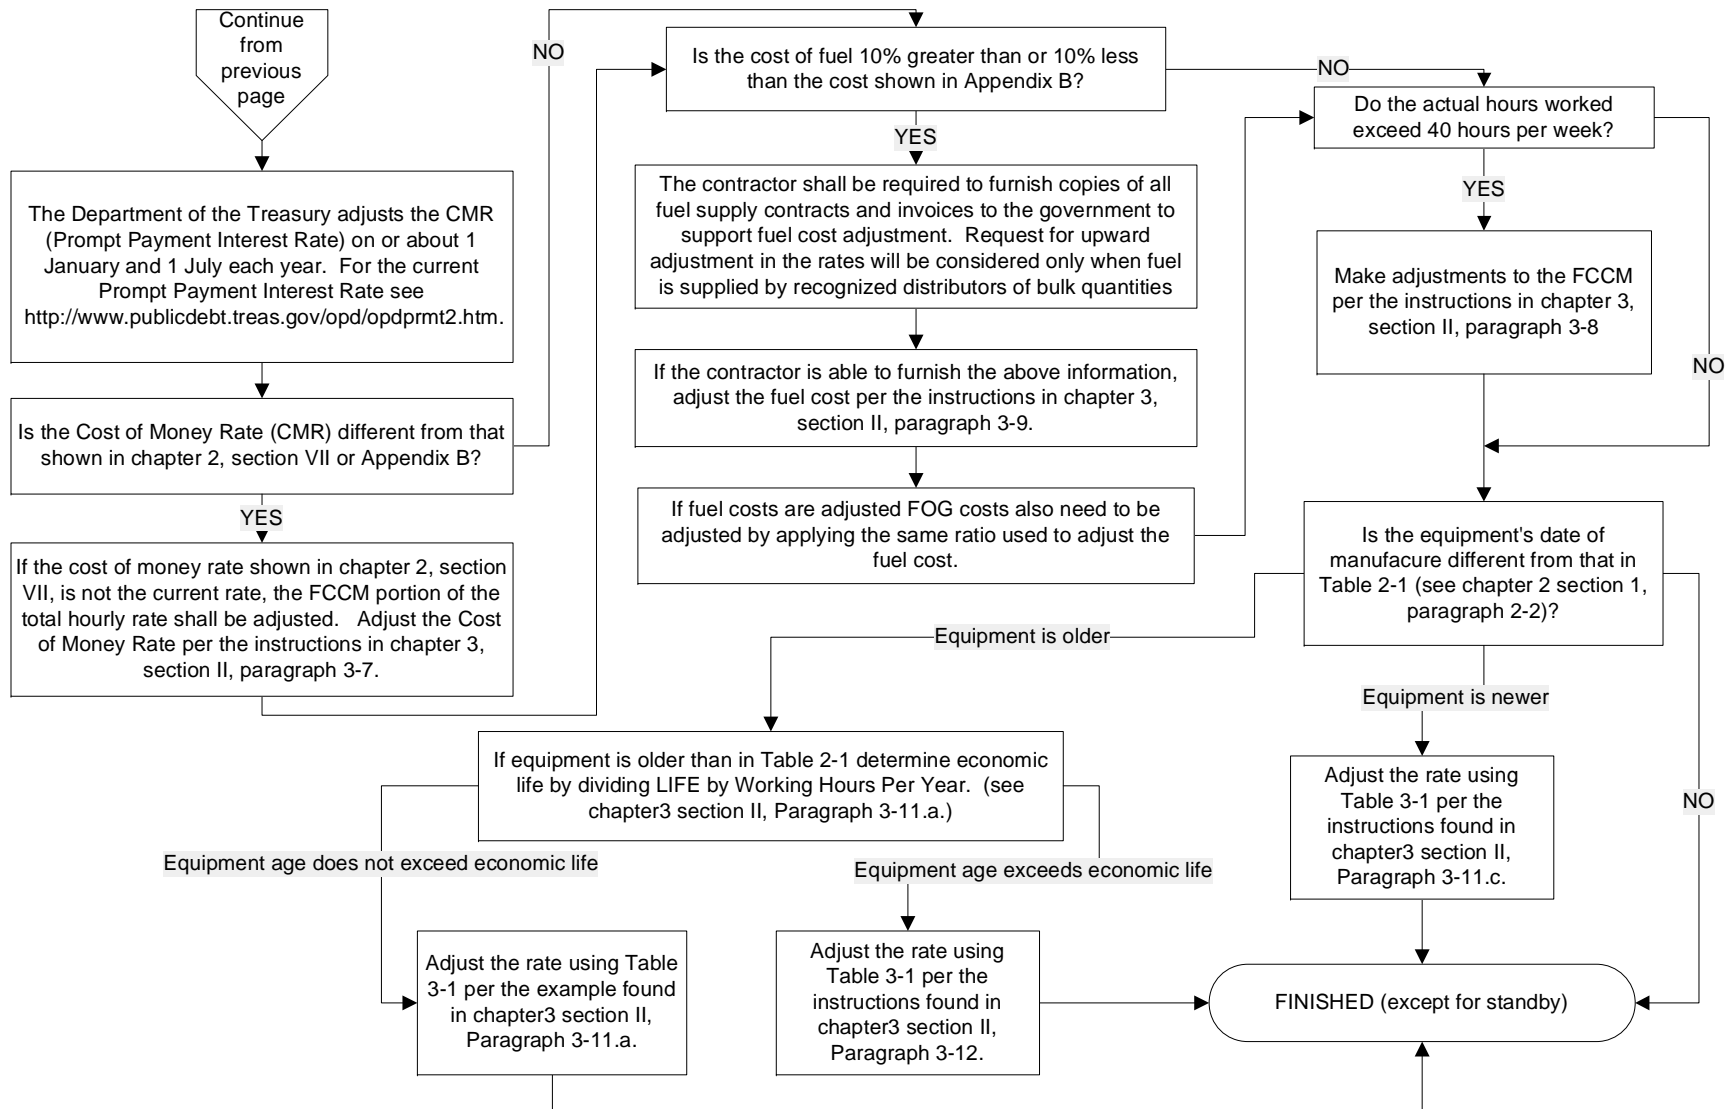 Continue
from
previous
page
The Department of the Treasury adjusts the CMR
(Prompt Payment Interest Rate) on or about 1
January and 1 July each year.  For the current
Prompt Payment Interest Rate see
http://www.publicdebt.treas.gov/opd/opdprmt2.htm.
Is the Cost of Money Rate (CMR) different from that
shown in chapter 2, section VII or Appendix B?
NO
YES
If the cost of money rate shown in chapter 2, section
VII, is not the current rate, the FCCM portion of the
total hourly rate shall be adjusted.   Adjust the Cost
of Money Rate per the instructions in chapter 3,
section II, paragraph 3-7.
Is the cost of fuel 10% greater than or 10% less
than the cost shown in Appendix B?
NO
YES
The contractor shall be required to furnish copies of all
fuel supply contracts and invoices to the government to
support fuel cost adjustment.  Request for upward
adjustment in the rates will be considered only when fuel
is supplied by recognized distributors of bulk quantities
If the contractor is able to furnish the above information,
adjust the fuel cost per the instructions in chapter 3,
section II, paragraph 3-9.
If fuel costs are adjusted FOG costs also need to be
adjusted by applying the same ratio used to adjust the
fuel cost.
Do the actual hours worked
exceed 40 hours per week?
YES
NO
Make adjustments to the FCCM
per the instructions in chapter 3,
section II, paragraph 3-8
Is the equipment's date of
manufacure different from that in
Table 2-1 (see chapter 2 section 1,
paragraph 2-2)?
Equipment is older
Equipment is newer
NO
If equipment is older than in Table 2-1 determine economic
life by dividing LIFE by Working Hours Per Year.  (see
chapter3 section II, Paragraph 3-11.a.)
Equipment age does not exceed economic life
Equipment age exceeds economic life
Adjust the rate using Table
3-1 per the example found
in chapter3 section II,
Paragraph 3-11.a.
Adjust the rate using
Table 3-1 per the
instructions found in
chapter3 section II,
Paragraph 3-12.
Adjust the rate using
Table 3-1 per the
instructions found in
chapter3 section II,
Paragraph 3-11.c.
FINISHED (except for standby)